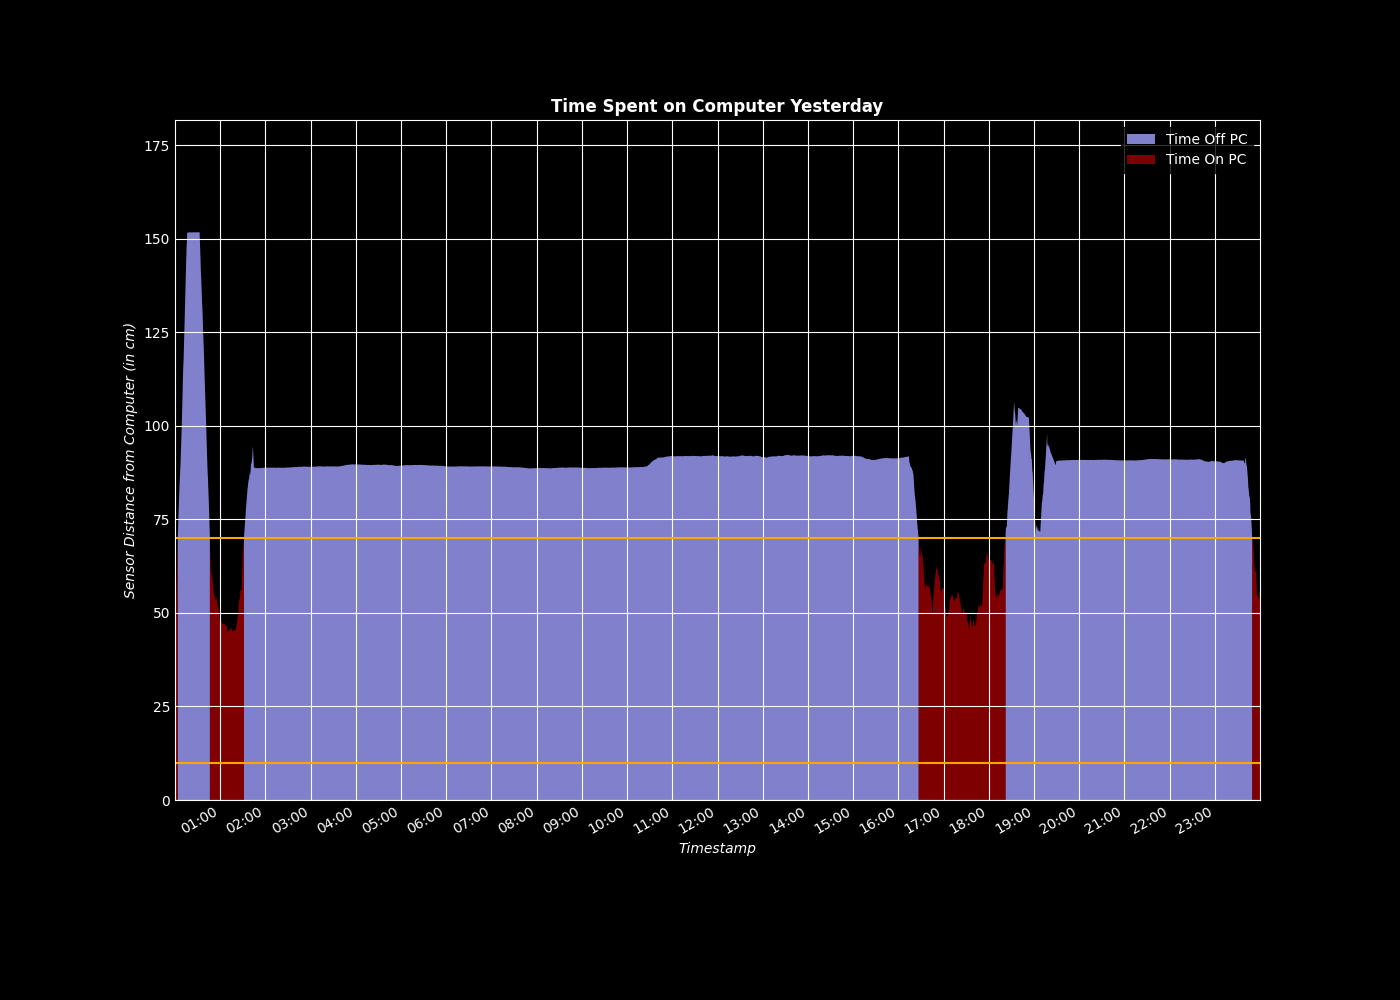 Time Spent on Computer Yesterday
Time Off PC
Time On PC
Sensor Distance from Computer (in cm)
175
150
125
100
75
50
25
0
01:00 02:00 03:00 04:00 05:00 06:00 07:00 08:00 09:00 10:00 11:00 12:00 13:00 14:00 15:00 16:00 17:00 18:00 19:00 20:00 21:00 22:00 23:00
Timestamp